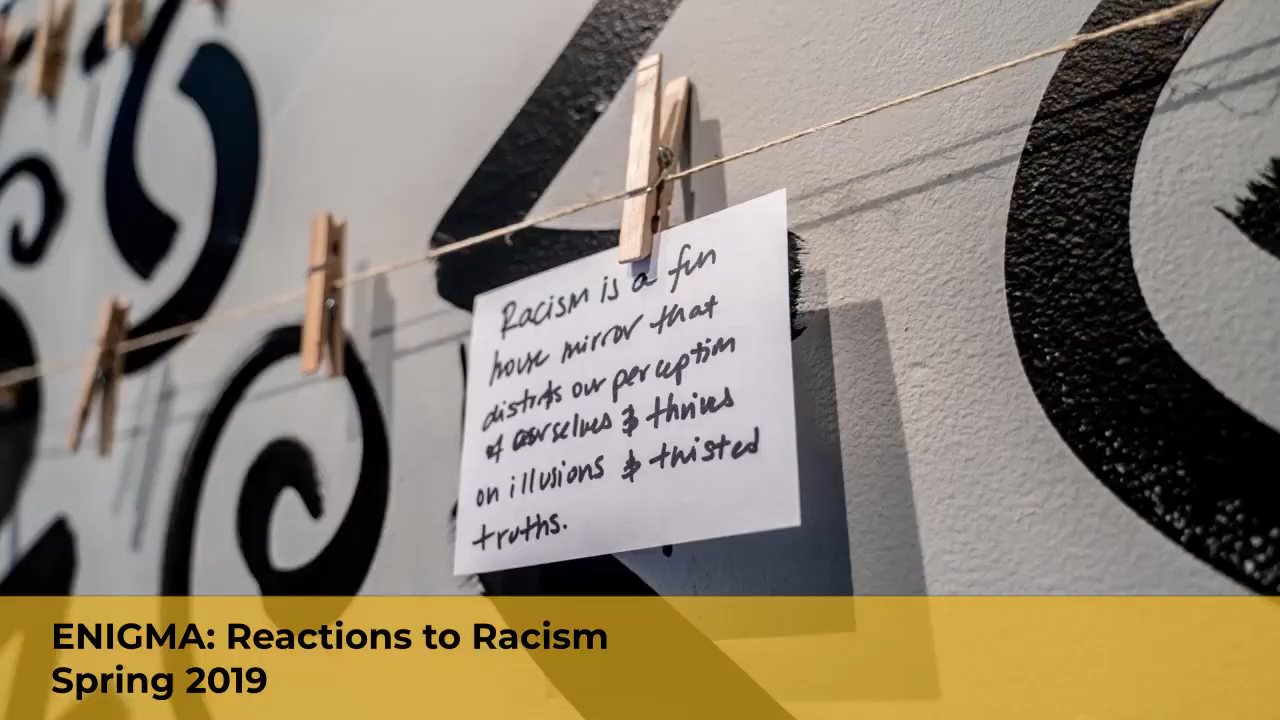 Racism is a fun
house mirror that
distorts our perception
of ourselves & thrives
on illusions & twisted
truths.
ENIGMA: Reactions to Racism
Spring 2019